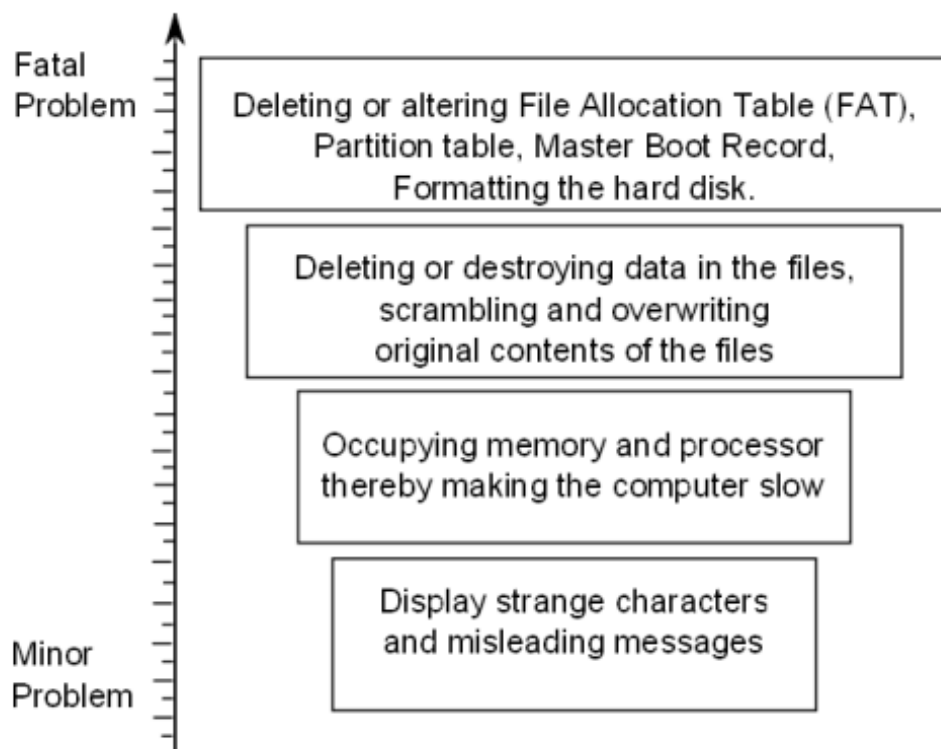 Fatal
Problem
Deleting or altering File Allocation Table (FAT),
Partition table, Master Boot Record,
Formatting the hard disk.
Deleting or destroying data in the files,
scrambling and overwriting
original contents of the files
Occupying memory and processor
thereby making the computer slow
Display strange characters
and misleading messages
Minor
Problem